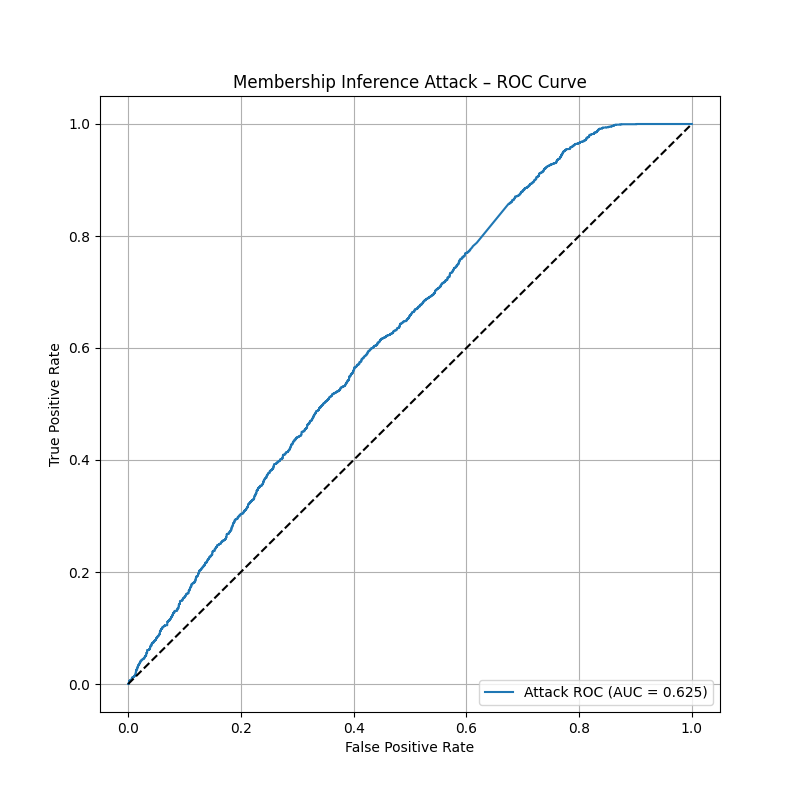 Membership Inference Attack – ROC Curve
1.0
0.8
0.6
0.4
0.2
0.0
True Positive Rate
Attack ROC (AUC = 0.625)
0.0 0.2 0.4 0.6 0.8 1.0
False Positive Rate